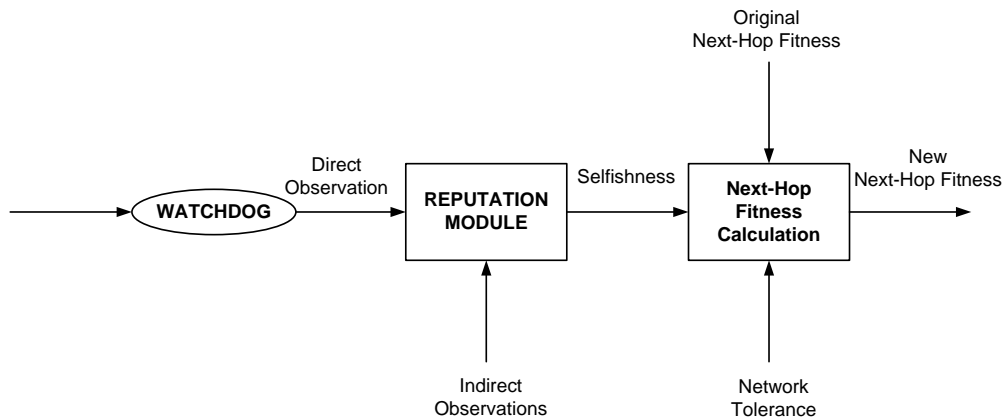 Original
Next-Hop Fitness
Direct
Observation
Selfishness
New
Next-Hop Fitness
WATCHDOG
REPUTATION
MODULE
Next-Hop
Fitness
Calculation
Indirect
Observations
Network
Tolerance